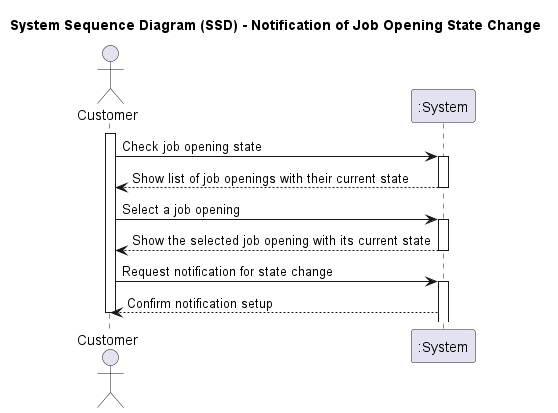 System Sequence Diagram (SSD) - Notification of Job Opening State Change
Customer
:System
Check job opening state
Show list of job openings with their current state
Select a job opening
Show the selected job opening with its current state
Request notification for state change
Confirm notification setup
Customer
:System